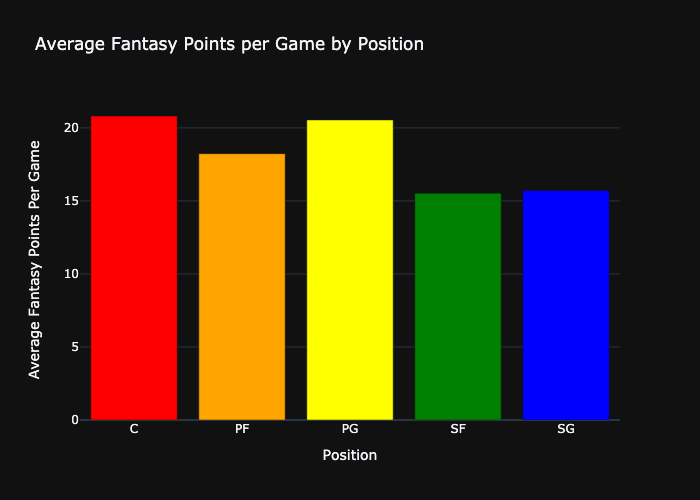 Average Fantasy Points per Game by Position
Average Fantasy Points Per Game
20
15
10
5
0
C
PF
PG
SF
SG
Position